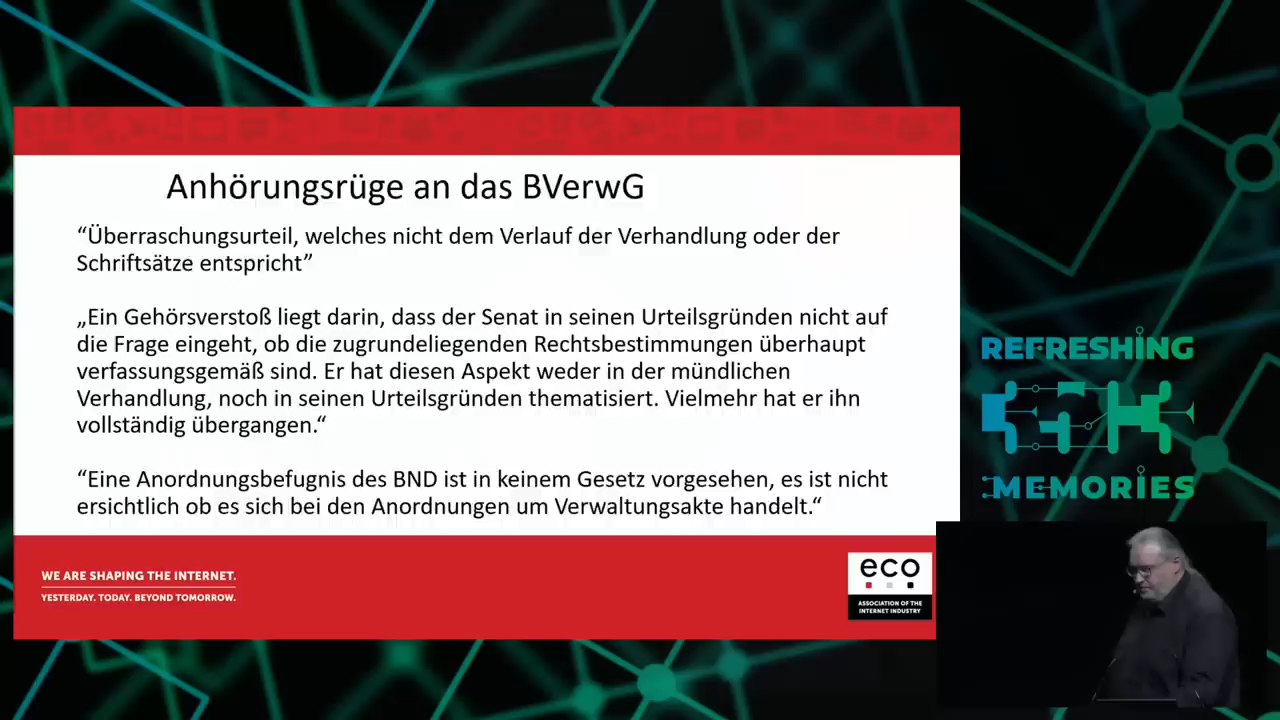 Anhörungsrüge an das BVerwG
“Überraschungsurteil, welches nicht dem Verlauf der Verhandlung oder der
Schriftsätze entspricht”
„Ein Gehörsverstoß liegt darin, dass der Senat in seinen Urteilsgründen nicht auf
die Frage eingeht, ob die zugrundeliegenden Rechtsbestimmungen überhaupt
verfassungsgemäß sind. Er hat diesen Aspekt weder in der mündlichen
Verhandlung, noch in seinen Urteilsgründen thematisiert. Vielmehr hat er ihn
vollständig übergangen.“
“Eine Anordnungsbefugnis des BND ist in keinem Gesetz vorgesehen, es ist nicht
ersichtlich ob es sich bei den Anordnungen um Verwaltungsakte handelt.“
WE ARE SHAPING THE INTERNET.
YESTERDAY. TODAY. BEYOND TOMORROW.
eco
ASSOCIATION OF THE
INTERNET INDUSTRY
REFRESHING
35C3
MEMORIES